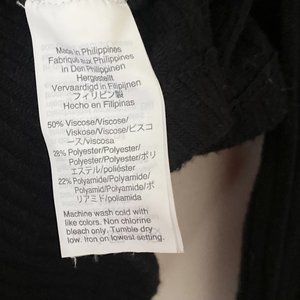 Made in Philippines
Fabriqué aux Philippines
In Den Philippinen
Hergestellt
Vervaardigd in Filipijnen
フィリピン製
Hecho en Filipinas
50% Viscose/Viscose/
Viskose/Viscose/ビスコ
ース/viscosa
28% Polyester/Polyester/
Polyester/Polyester/ポリ
エステル/poliéster
22% Polyamide/Polyamide/
Polyamid/Polyamide/ポ
リアミド/poliamida
Machine wash cold with
like colors. Non chlorine
bleach only. Tumble dry
low. Iron on lowest setting.